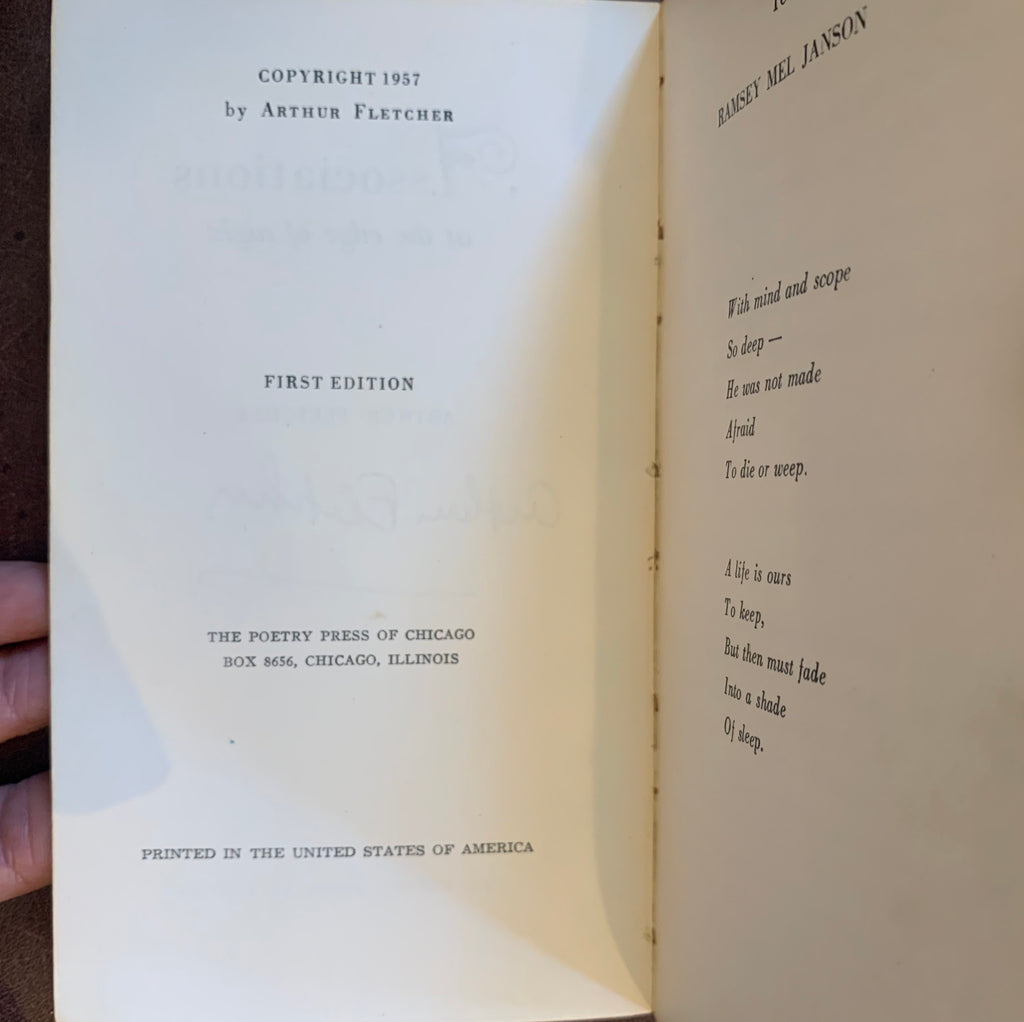 COPYRIGHT 1957
by ARTHUR FLETCHER
FIRST EDITION
THE POETRY PRESS OF CHICAGO
BOX 8656, CHICAGO, ILLINOIS
PRINTED IN THE UNITED STATES OF AMERICA
RAMSEY MEL JANSON
With mind and scope
So deep —
He was not made
Afraid
To die or weep.
A life is ours
To keep,
But then must fade
Into a shade
Of sleep.